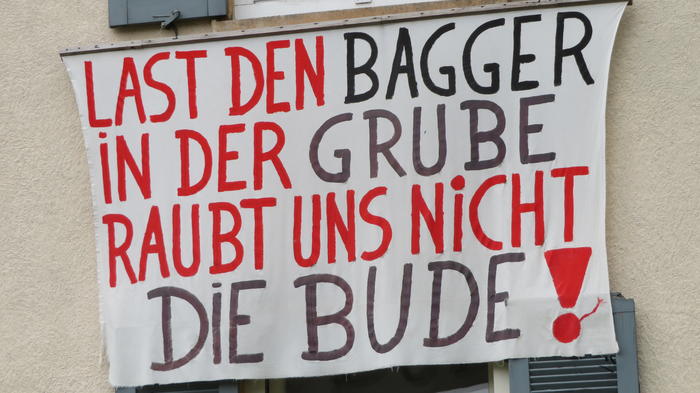 LAST DEN BAGGER
iN DER GRUBE
RAUBT UNS NiCHT
DiE BUDE!